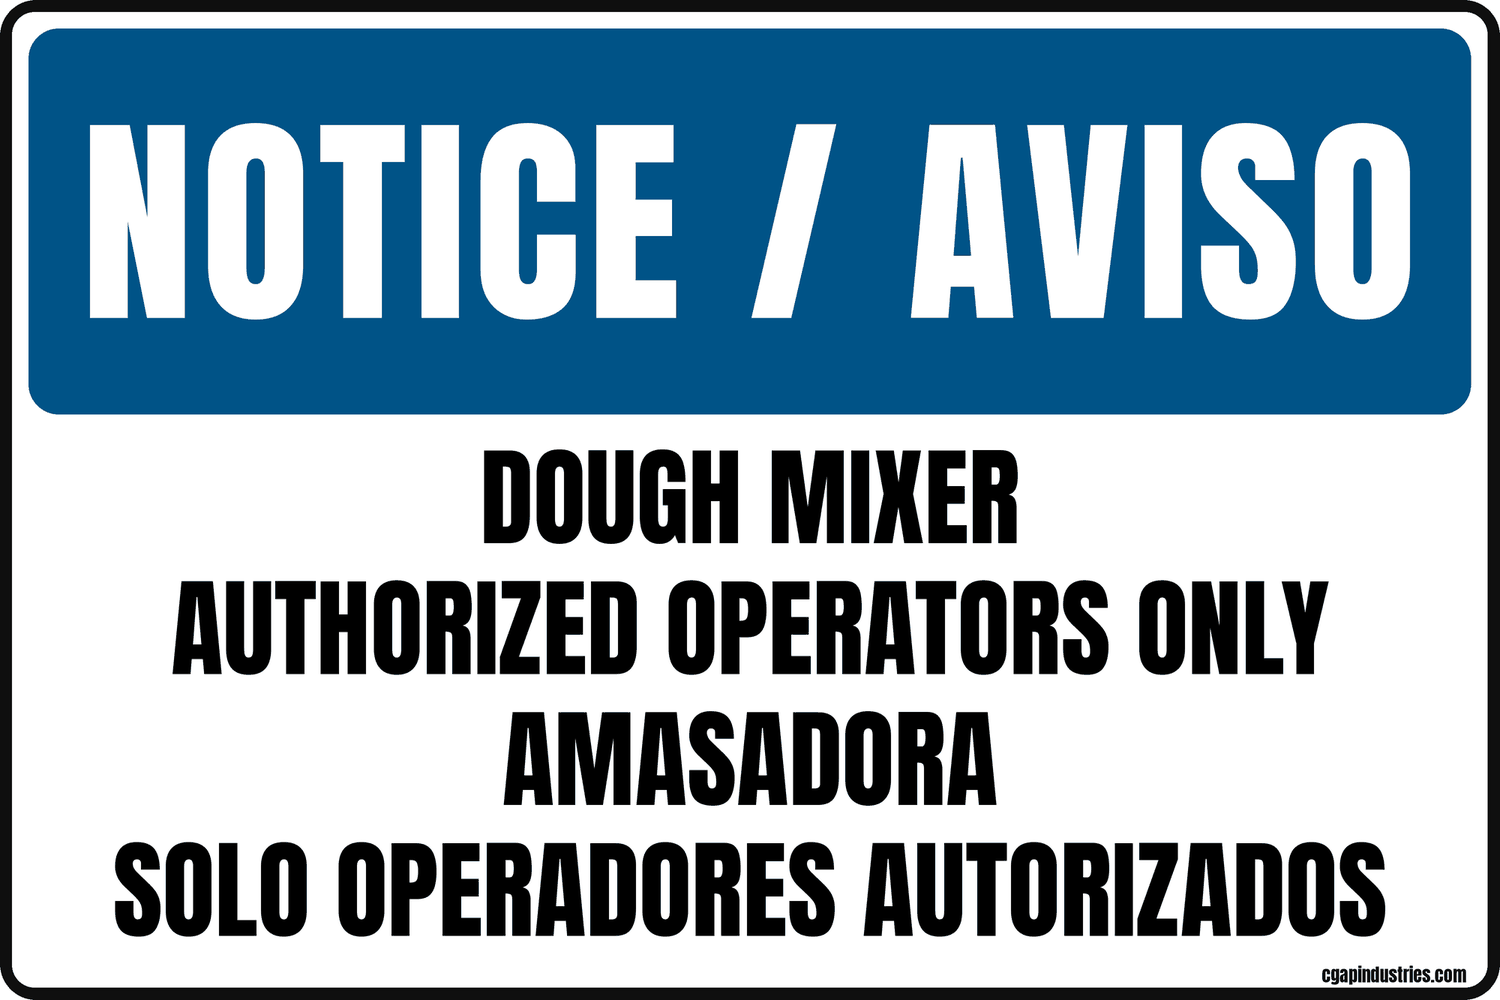 NOTICE / AVISO
DOUGH MIXER
AUTHORIZED OPERATORS ONLY
AMASADORA
SOLO OPERADORES AUTORIZADOS
cgapindustries.com